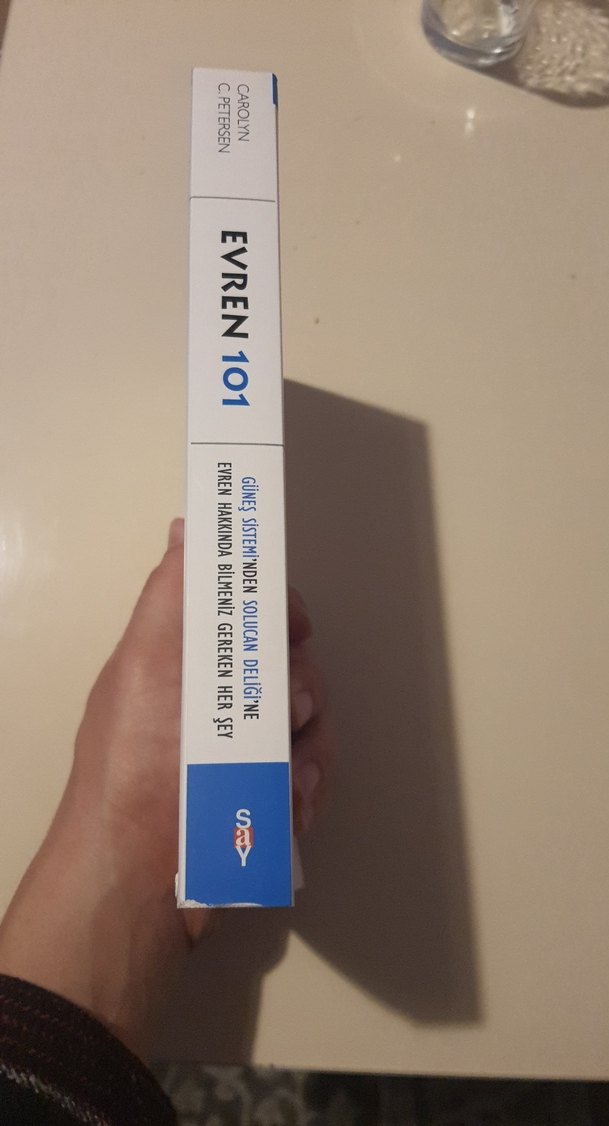 CAROLYN
C. PETERSEN
EVREN 101
GÜNEŞ SİSTEMİ'NDEN SOLUCAN DELİĞİ'NE
EVREN HAKKINDA BİLMENİZ GEREKEN HER ŞEY
say